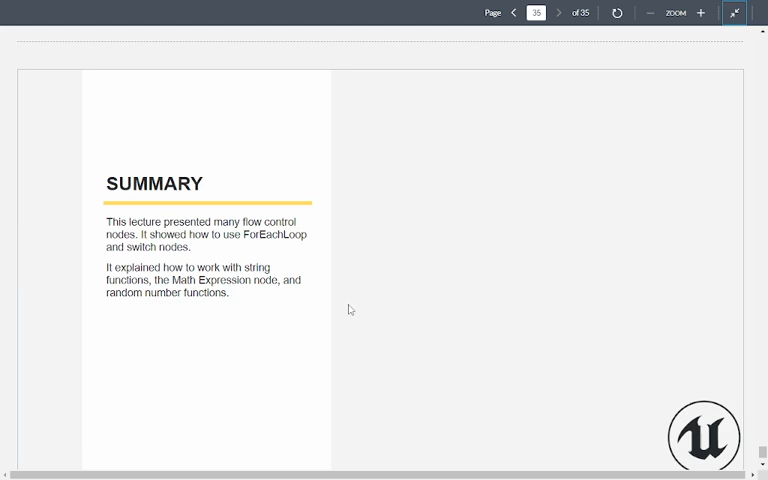 Page 35 of 35 ZOOM
SUMMARY
This lecture presented many flow control
nodes. It showed how to use ForEachLoop
and switch nodes.
It explained how to work with string
functions, the Math Expression node, and
random number functions.